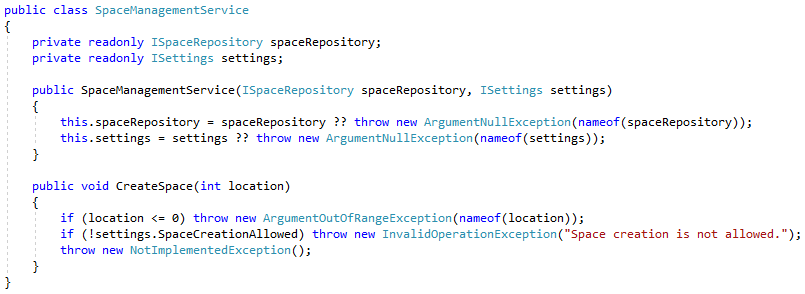 public class SpaceManagementService
{
    private readonly ISpaceRepository spaceRepository;
    private readonly ISettings settings;

    public SpaceManagementService(ISpaceRepository spaceRepository, ISettings settings)
    {
        this.spaceRepository = spaceRepository ?? throw new ArgumentNullException(nameof(spaceRepository));
        this.settings = settings ?? throw new ArgumentNullException(nameof(settings));
    }

    public void CreateSpace(int location)
    {
        if (location <= 0) throw new ArgumentOutOfRangeException(nameof(location));
        if (!settings.SpaceCreationAllowed) throw new InvalidOperationException("Space creation is not allowed.");
        throw new NotImplementedException();
    }
}